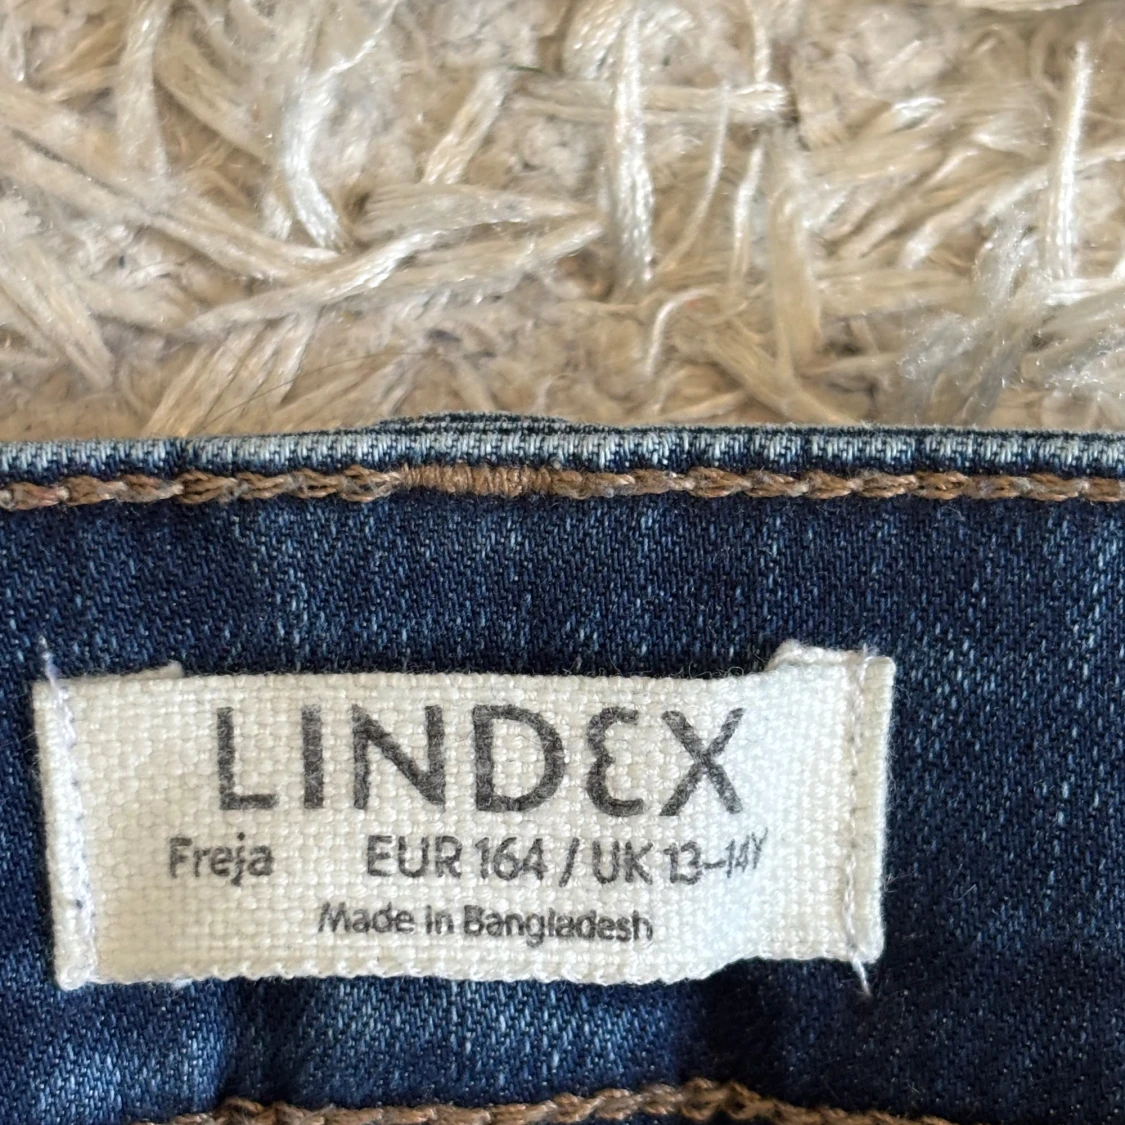 LINDEX
Freja EUR 164 / UK 13–14Y
Made in Bangladesh